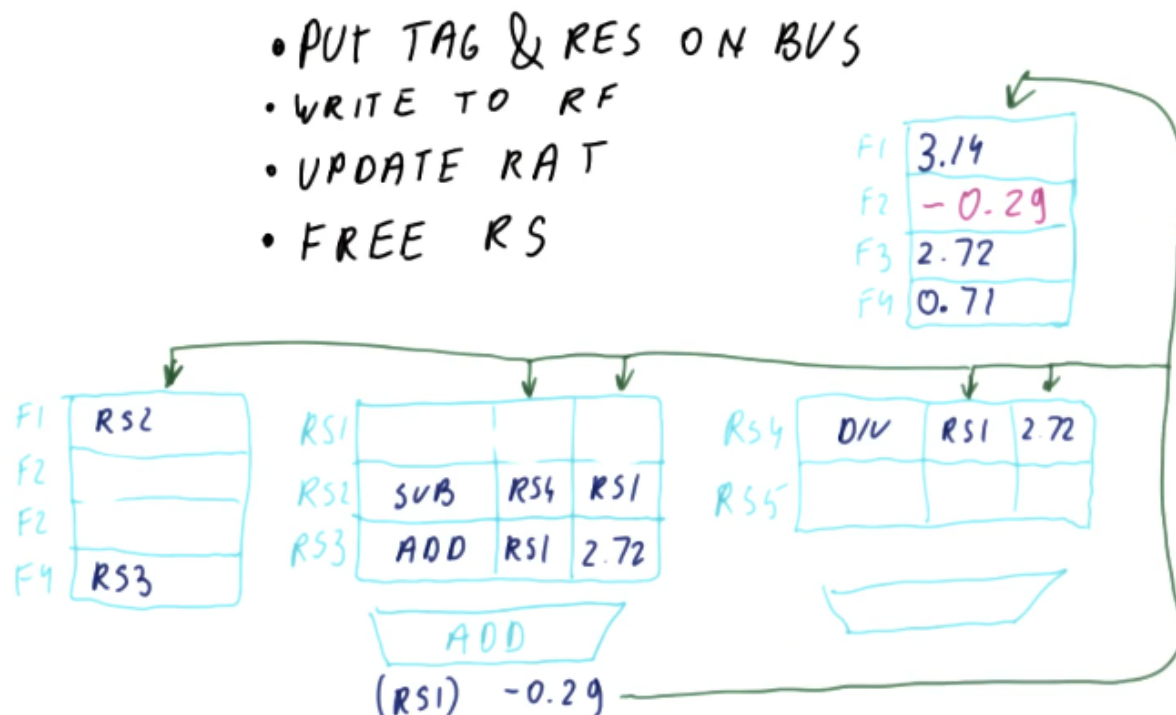 • PUT TAG & RES ON BUS
• WRITE TO RF
• UPDATE RAT
• FREE RS
F1 3.14
F2 -0.29
F3 2.72
F4 0.71
F1 RS2
F2
F2
F4 RS3
RS1
RS2 SUB RS4 RS1
RS3 ADD RS1 2.72
ADD
(RS1) -0.29
RS4 DIV RS1 2.72
RS5